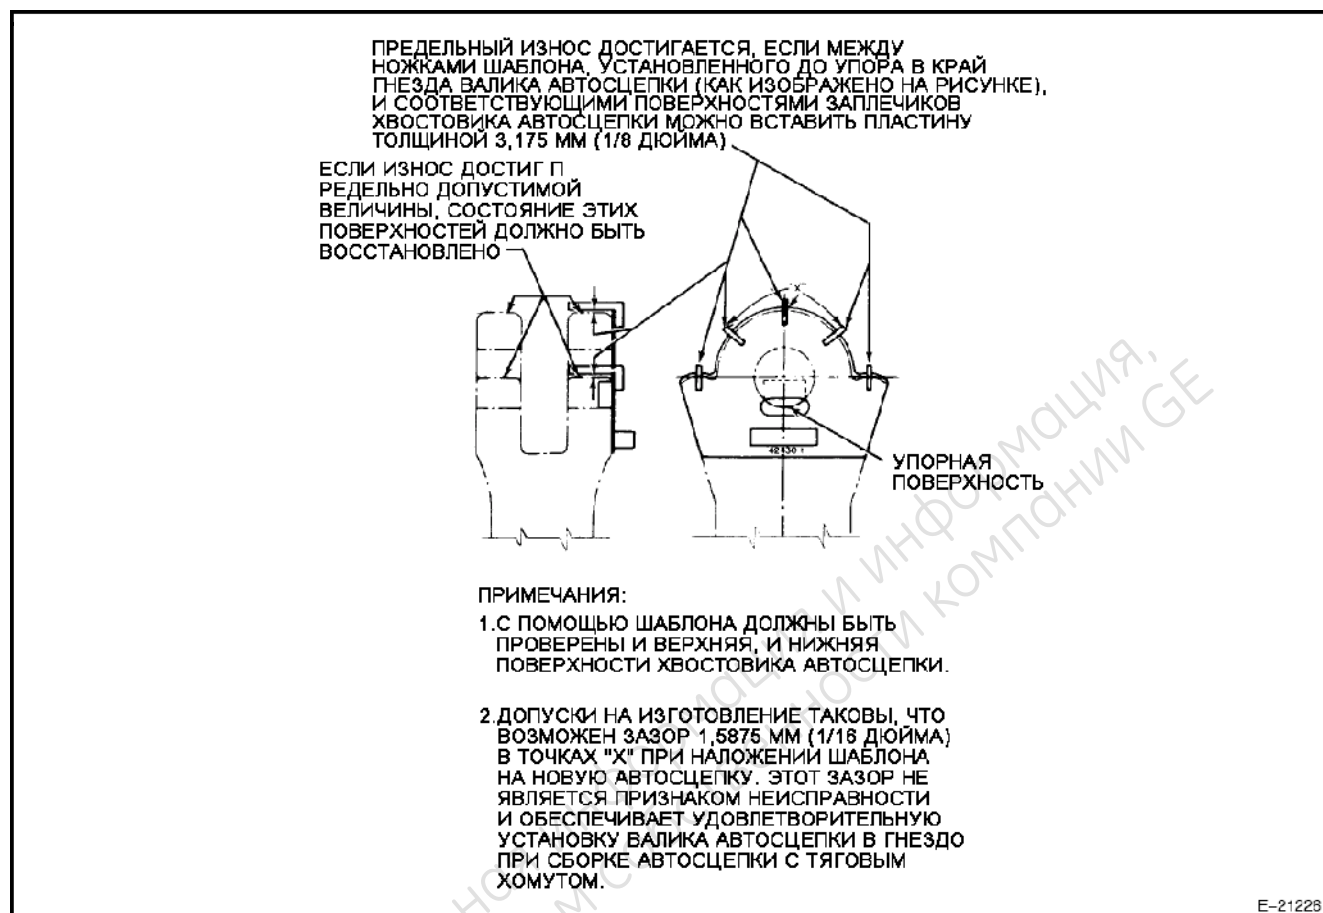 ПРЕДЕЛЬНЫЙ ИЗНОС ДОСТИГАЕТСЯ, ЕСЛИ МЕЖДУ
НОЖКАМИ ШАБЛОНА, УСТАНОВЛЕННОГО ДО УПОРА В КРАЙ
ГНЕЗДА ВАЛИКА АВТОСЦЕПКИ (КАК ИЗОБРАЖЕНО НА РИСУНКЕ),
И СООТВЕТСТВУЮЩИМИ ПОВЕРХНОСТЯМИ ЗАПЛЕЧИКОВ
ХВОСТОВИКА АВТОСЦЕПКИ МОЖНО ВСТАВИТЬ ПЛАСТИНУ
ТОЛЩИНОЙ 3,175 ММ (1/8 ДЮЙМА)
ЕСЛИ ИЗНОС ДОСТИГ П
РЕДЕЛЬНО ДОПУСТИМОЙ
ВЕЛИЧИНЫ, СОСТОЯНИЕ ЭТИХ
ПОВЕРХНОСТЕЙ ДОЛЖНО БЫТЬ
ВОССТАНОВЛЕНО
"X"
УПОРНАЯ
ПОВЕРХНОСТЬ
ПРИМЕЧАНИЯ:
1.С ПОМОЩЬЮ ШАБЛОНА ДОЛЖНЫ БЫТЬ
ПРОВЕРЕНЫ И ВЕРХНЯЯ, И НИЖНЯЯ
ПОВЕРХНОСТИ ХВОСТОВИКА АВТОСЦЕПКИ.
2.ДОПУСКИ НА ИЗГОТОВЛЕНИЕ ТАКОВЫ, ЧТО
ВОЗМОЖЕН ЗАЗОР 1,5875 ММ (1/16 ДЮЙМА)
В ТОЧКАХ "X" ПРИ НАЛОЖЕНИИ ШАБЛОНА
НА НОВУЮ АВТОСЦЕПКУ. ЭТОТ ЗАЗОР НЕ
ЯВЛЯЕТСЯ ПРИЗНАКОМ НЕИСПРАВНОСТИ
И ОБЕСПЕЧИВАЕТ УДОВЛЕТВОРИТЕЛЬНУЮ
УСТАНОВКУ ВАЛИКА АВТОСЦЕПКИ В ГНЕЗДО
ПРИ СБОРКЕ АВТОСЦЕПКИ С ТЯГОВЫМ
ХОМУТОМ.
E-21226
и информация,
компании GE